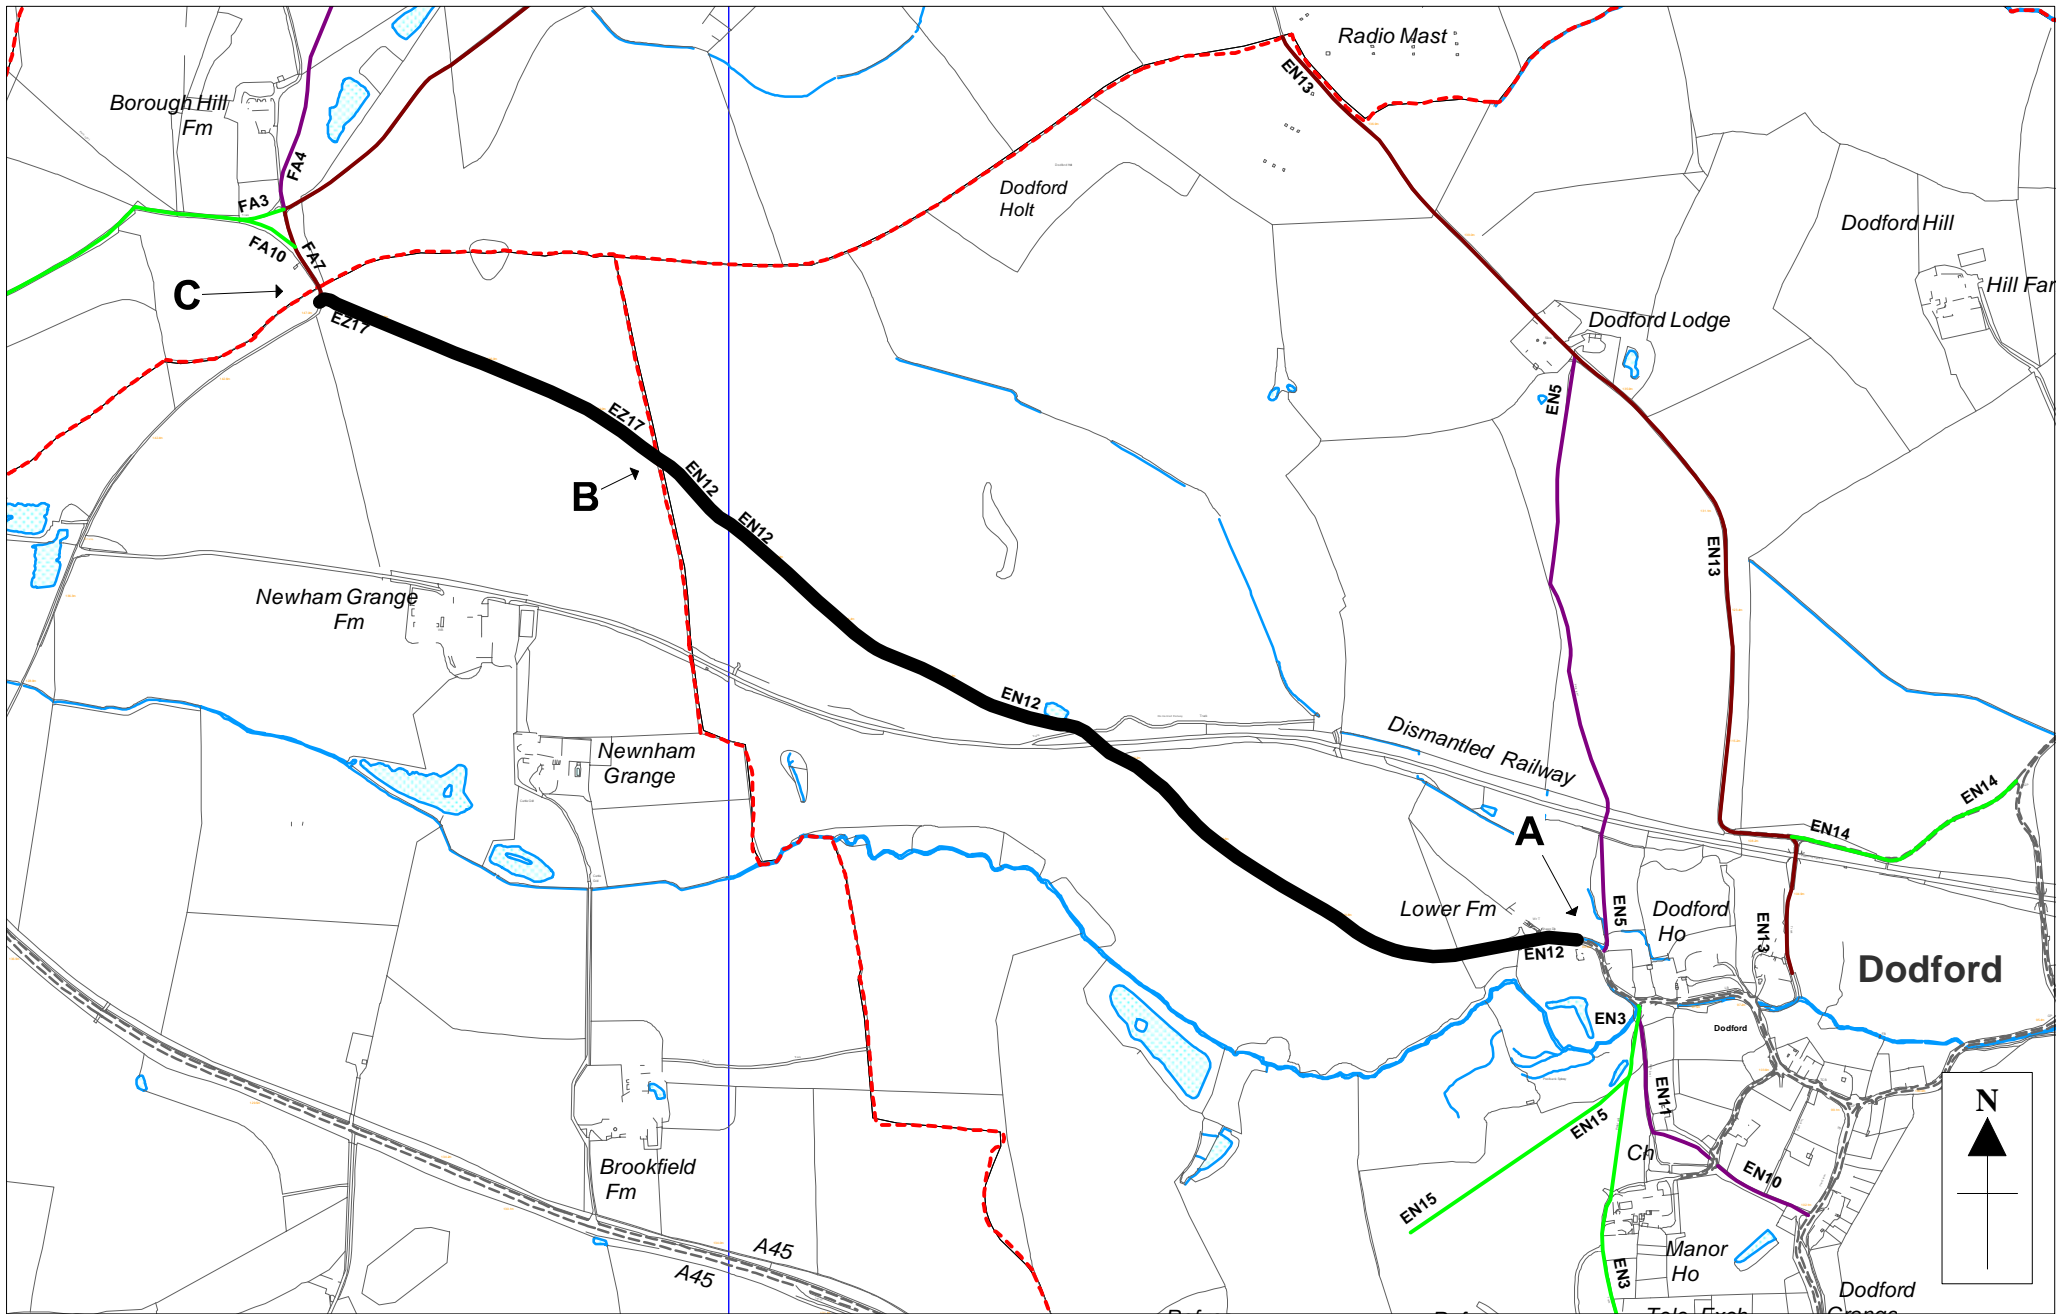 Radio Mast
EN13
Borough Hill
Fm
FA4
Dodford
Holt
FA3
Dodford Hill
FA10
FA7
C
Hill Far
EZ17
Dodford Lodge
EN5
EZ17
B
EN12
EN12
EN13
Newham Grange
Fm
EN12
Dismantled Railway
Newnham
Grange
EN14
A
EN14
Lower Fm
EN5
Dodford
Ho
EN13
EN12
Dodford
EN3
Dodford
EN11
EN15
N
Ch
Brookfield
Fm
EN10
EN15
A45
A45
Manor
Ho
EN3
Dodford
Grange
Tele Exch